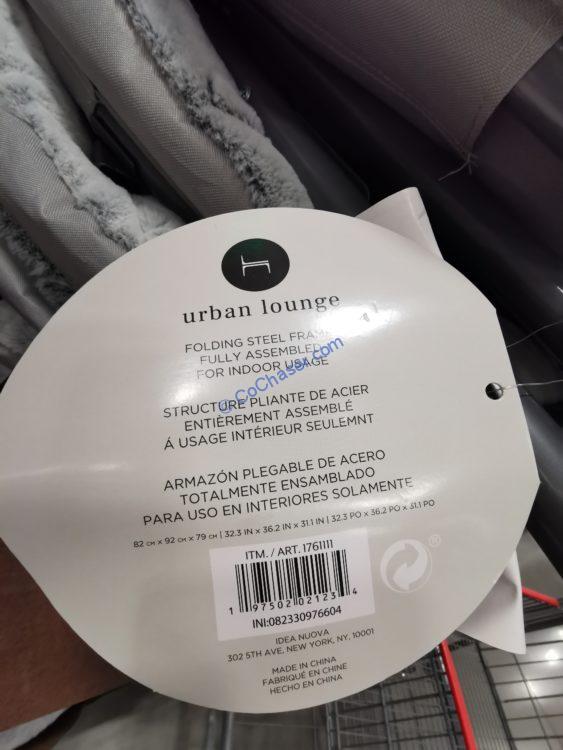 urban lounge
FOLDING STEEL FRAME
FULLY ASSEMBLED
FOR INDOOR USAGE
© CoChaser.com
STRUCTURE PLIANTE DE ACIER
ENTIÈREMENT ASSEMBLÉ
Á USAGE INTÉRIEUR SEULEMNT
ARMAZÓN PLEGABLE DE ACERO
TOTALMENTE ENSAMBLADO
PARA USO EN INTERIORES SOLAMENTE
82 CM X 92 CM X 79 CM | 32.3 IN X 36.2 IN X 31.1 IN | 32.3 PO X 36.2 PO X 31.1 PO
ITM. / ART. 1761111
1 97502 02123 4
INI:082330976604
®
IDEA NUOVA
302 5TH AVE, NEW YORK, NY, 10001
MADE IN CHINA
FABRIQUÉ EN CHINE
HECHO EN CHINA